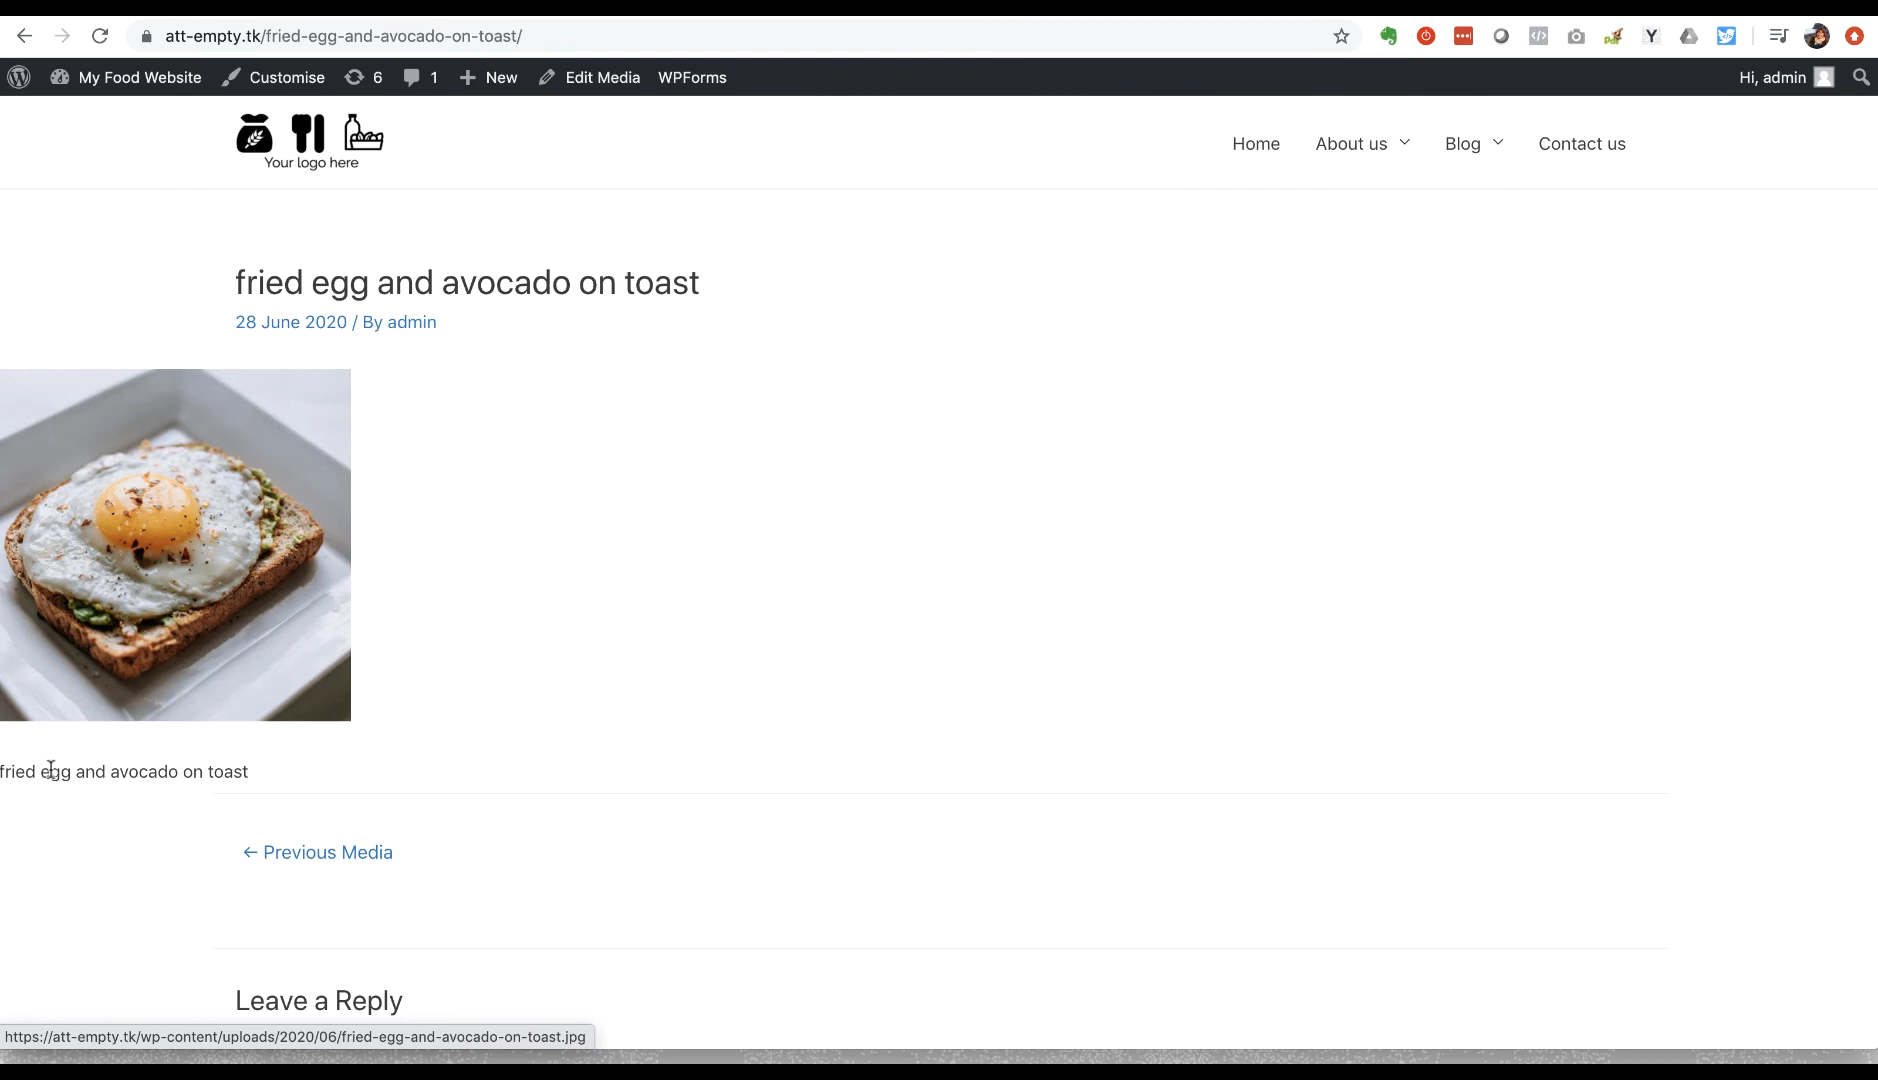 att-empty.tk/fried-egg-and-avocado-on-toast/
My Food Website Customise 6 1 New Edit Media WPForms Hi, admin
Your logo here
Home About us Blog Contact us
fried egg and avocado on toast
28 June 2020 / By admin
fried egg and avocado on toast
← Previous Media
Leave a Reply
https://att-empty.tk/wp-content/uploads/2020/06/fried-egg-and-avocado-on-toast.jpg